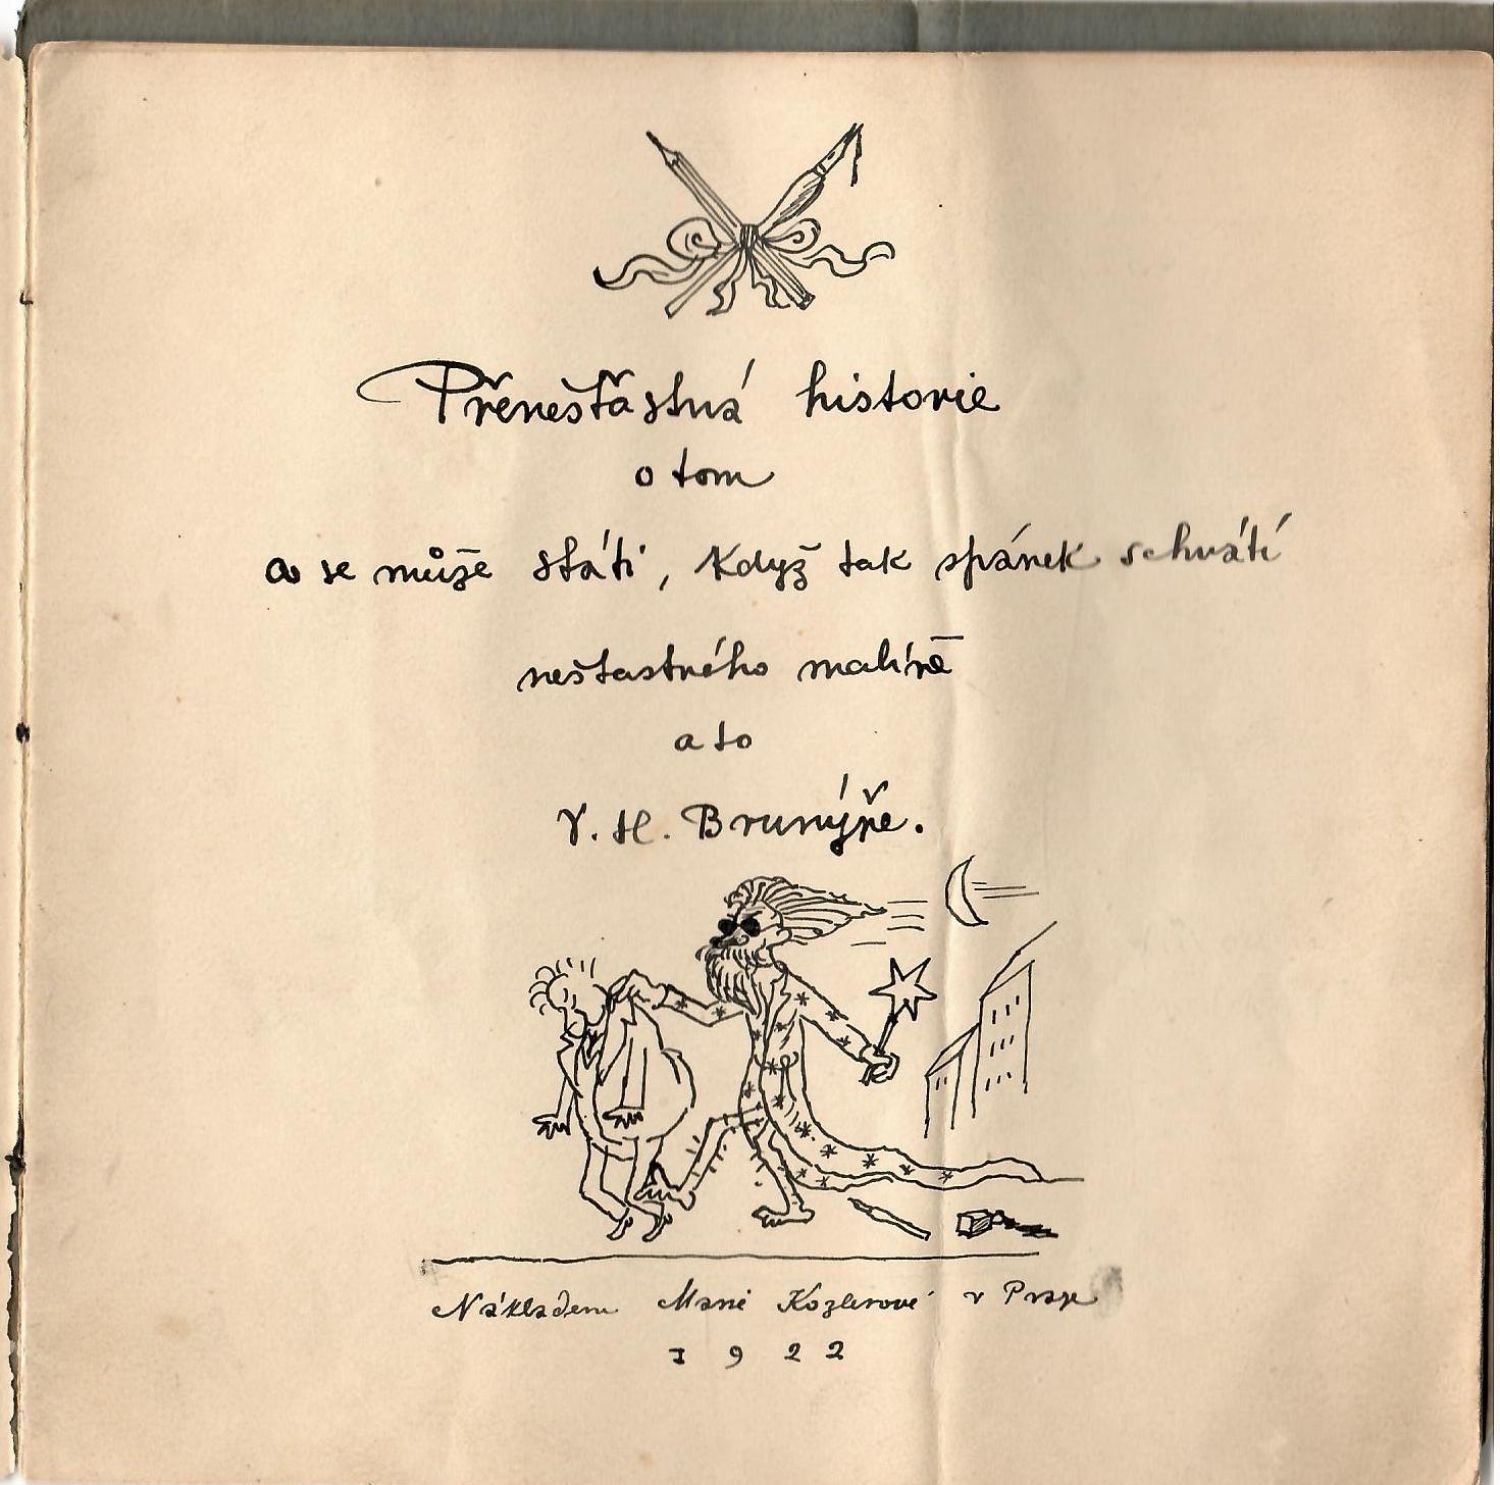 Přenešťastná historie
o tom
co se může státi, když tak spánek schvátí
nešťastného malíře
a to
V. H. Brunýře.
Nákladem Máni Kozlerové v Praze
1922